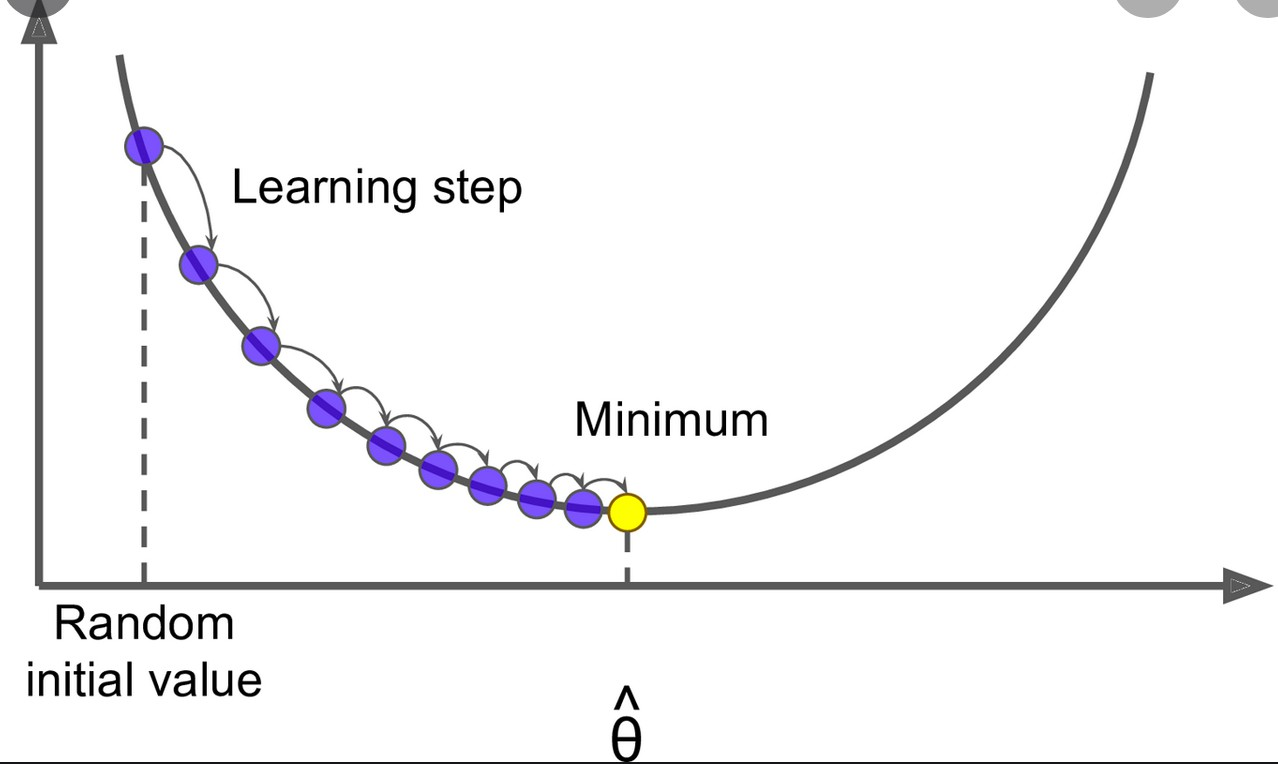 Learning step
Minimum
Random
initial value
θ̂